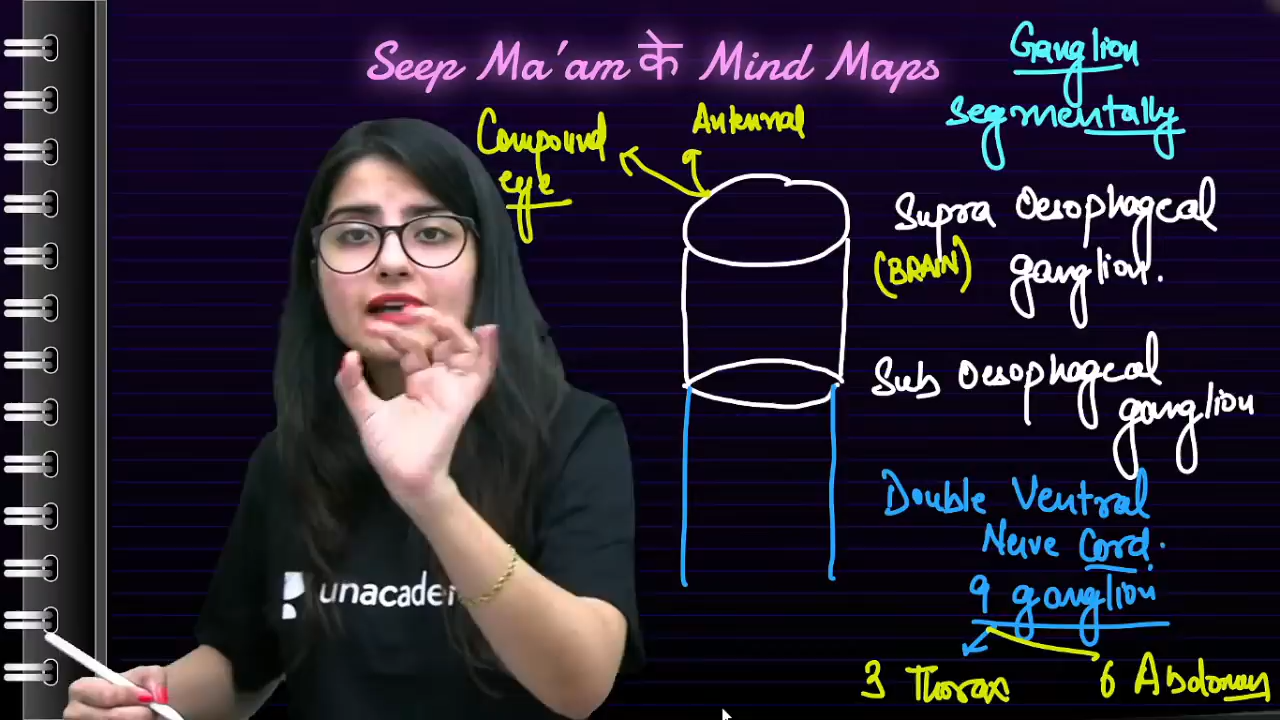 Seep Ma'am के Mind Maps
Ganglion
Segmentally
Compound
eye
Antennal
Supra Oesophageal
(BRAIN) ganglion.
Sub Oesophageal
ganglion
Double Ventral
Nerve Cord.
9 ganglion
3 Thorax
6 Abdomen
unacade